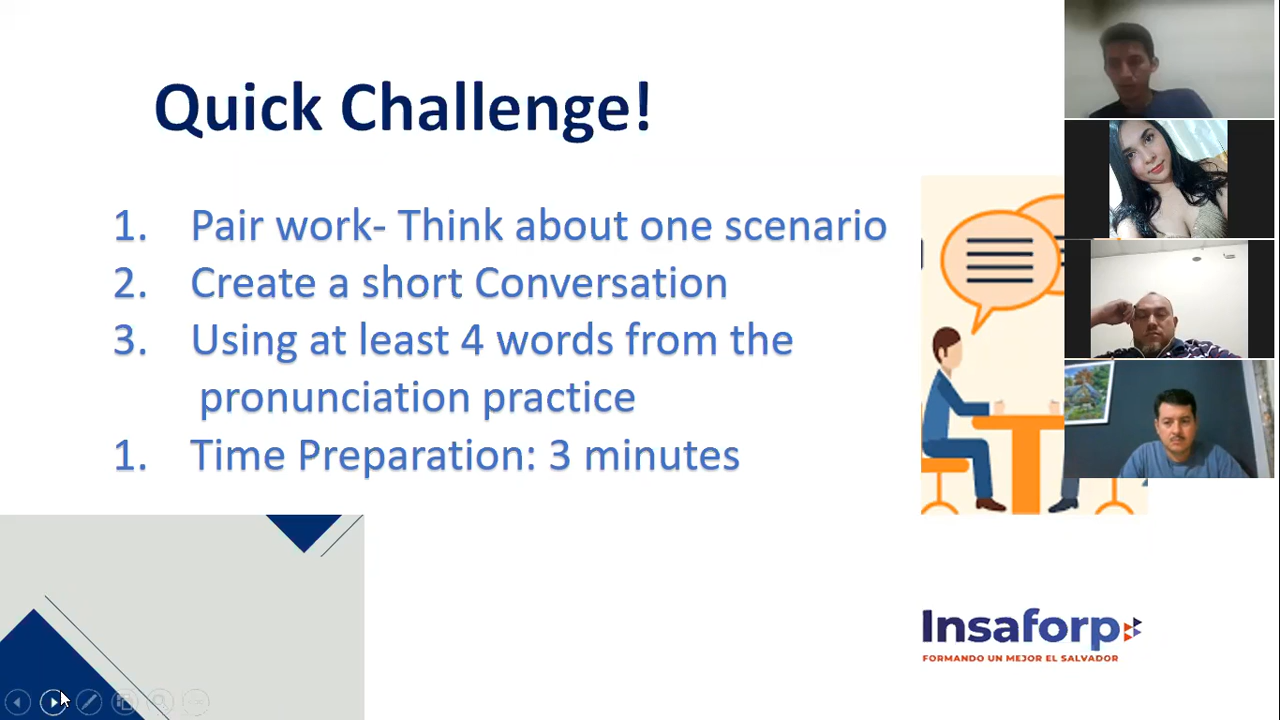 Quick Challenge!
1. Pair work- Think about one scenario
2. Create a short Conversation
3. Using at least 4 words from the
pronunciation practice
1. Time Preparation: 3 minutes
Insaforp
FORMANDO UN MEJOR EL SALVADOR